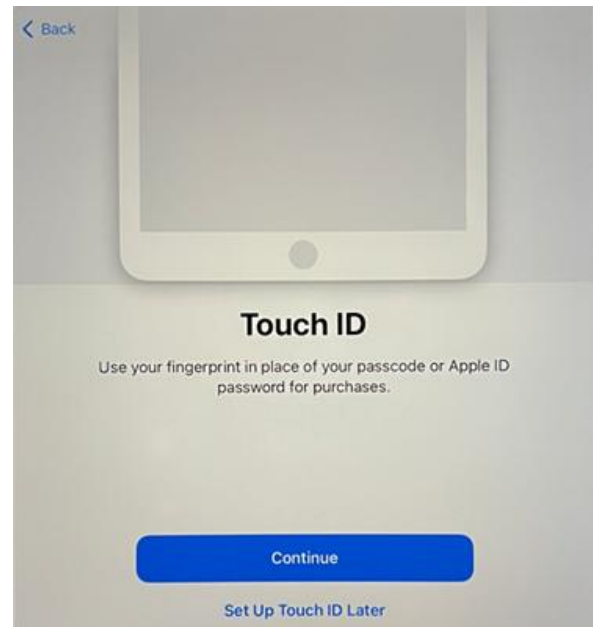 Back
Touch ID
Use your fingerprint in place of your passcode or Apple ID
password for purchases.
Continue
Set Up Touch ID Later